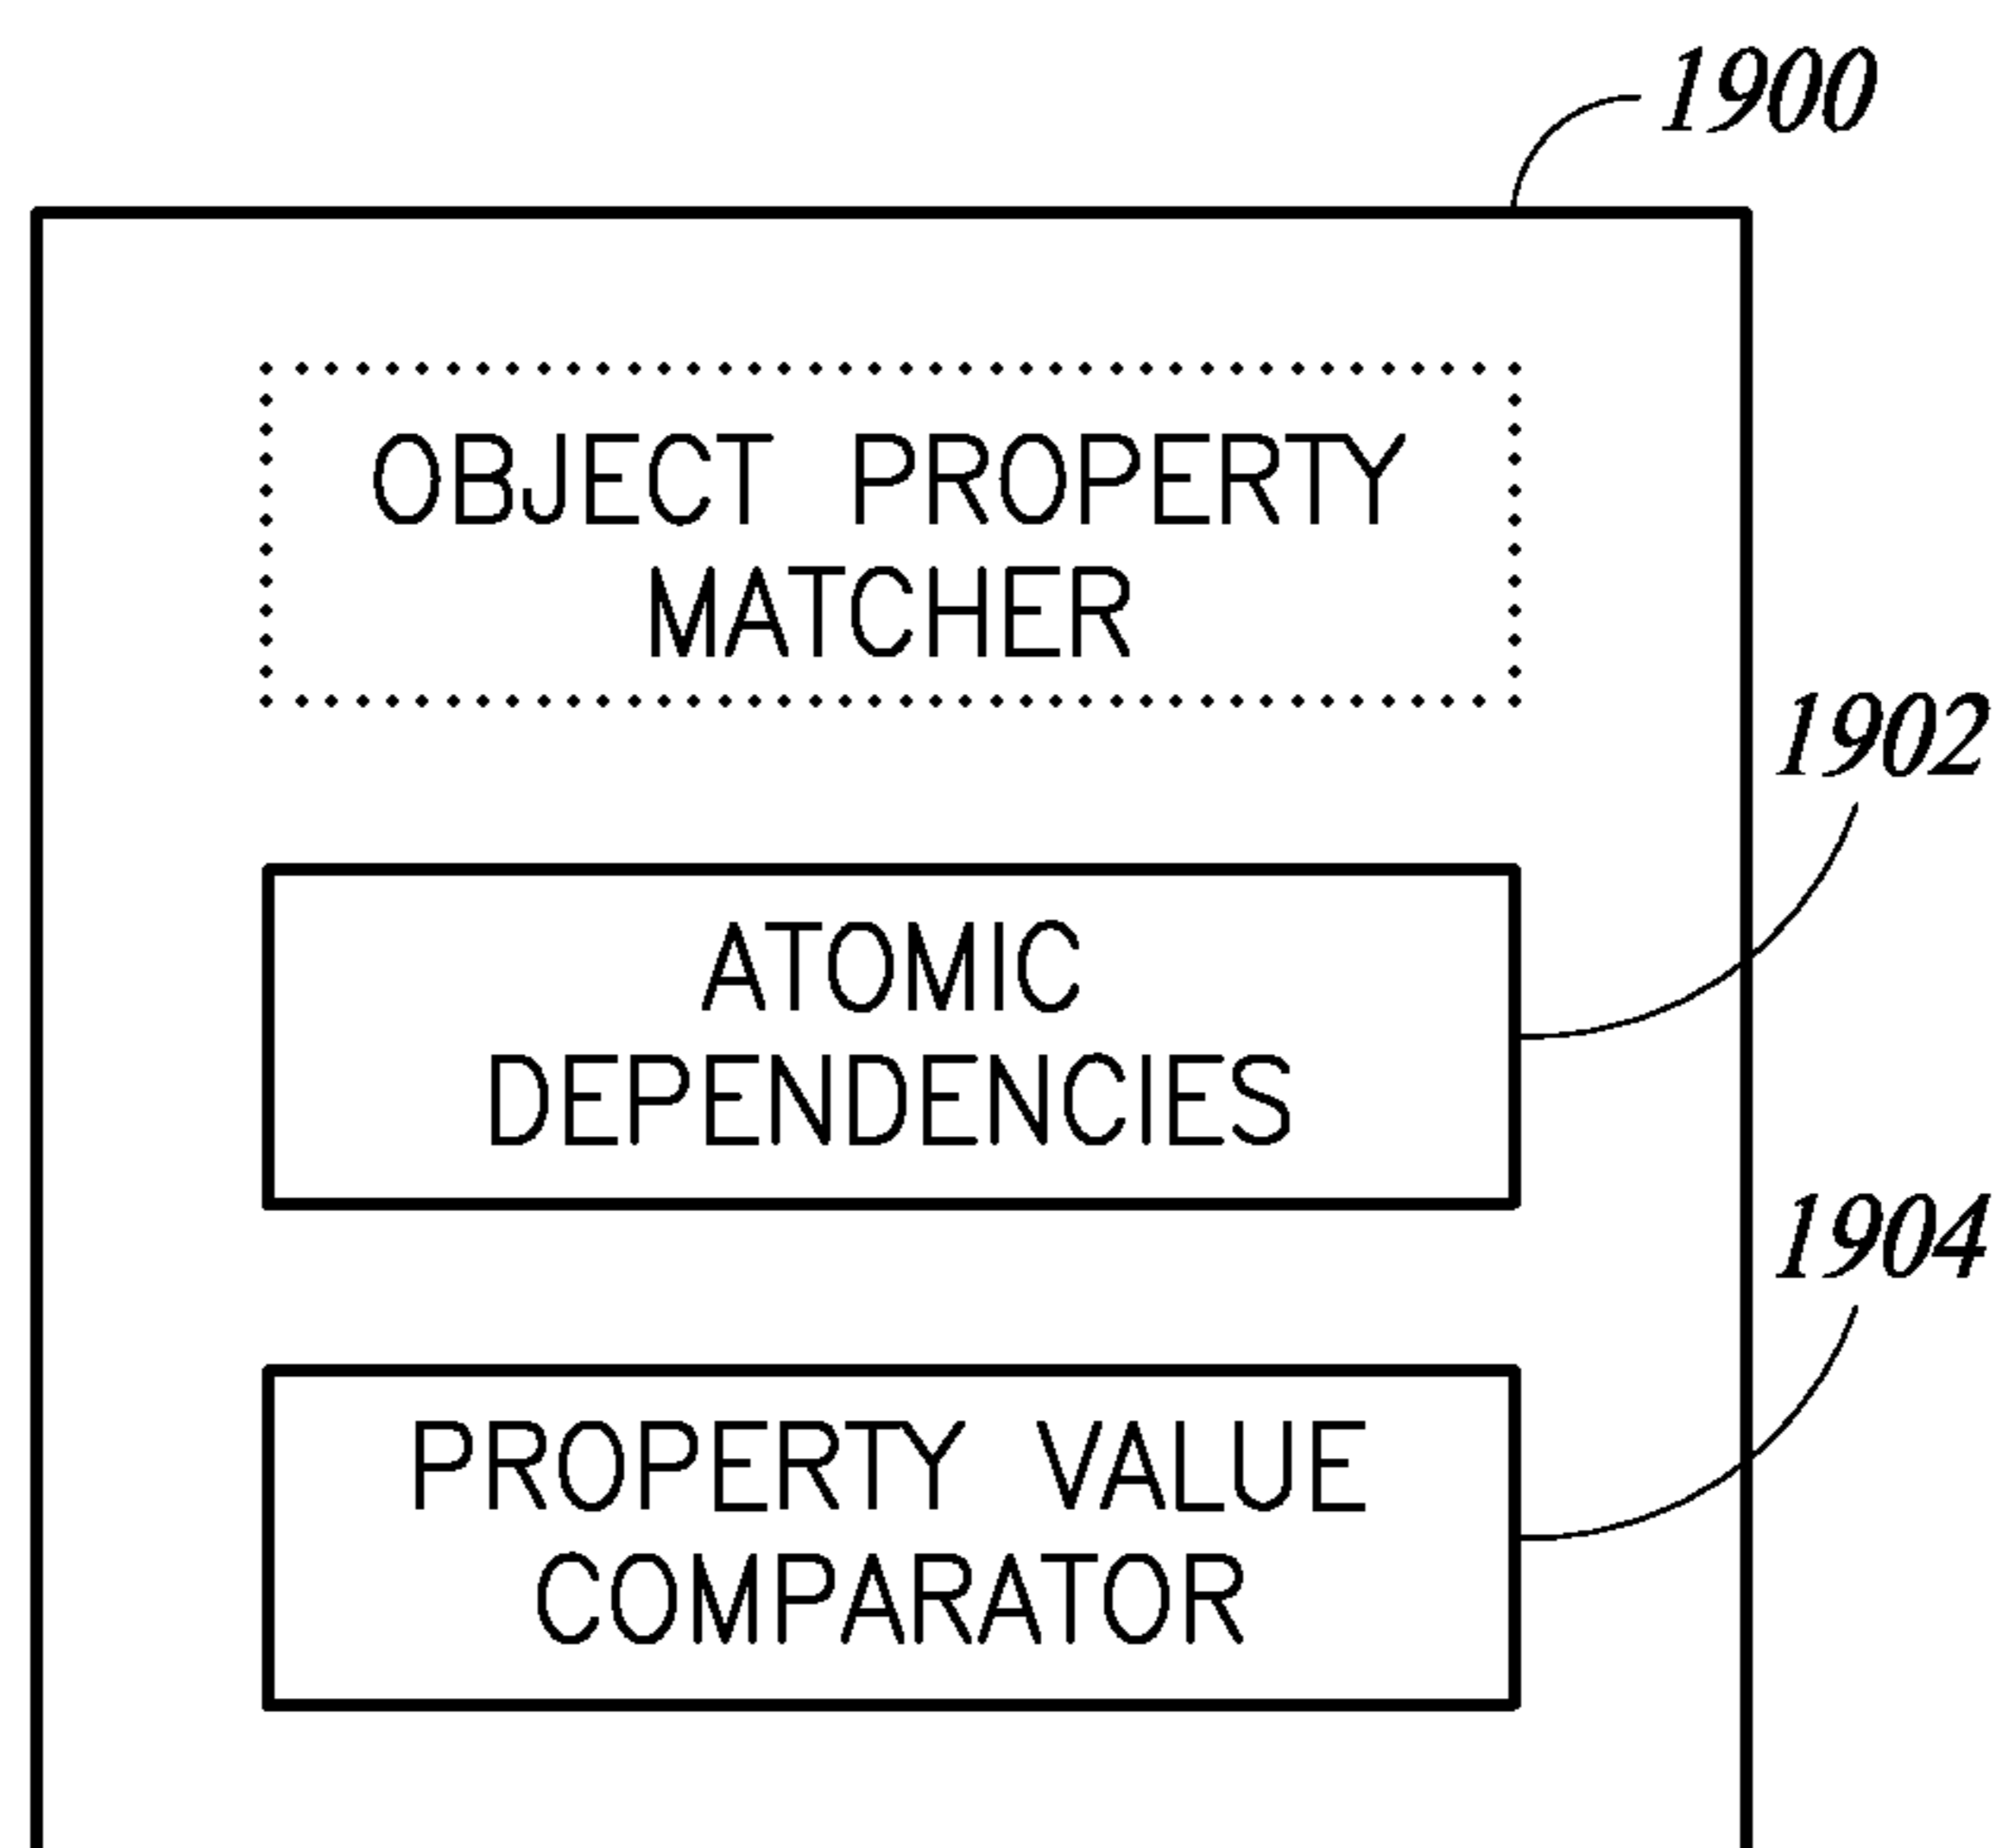 1900
OBJECT PROPERTY
MATCHER
1902
ATOMIC
DEPENDENCIES
1904
PROPERTY VALUE
COMPARATOR